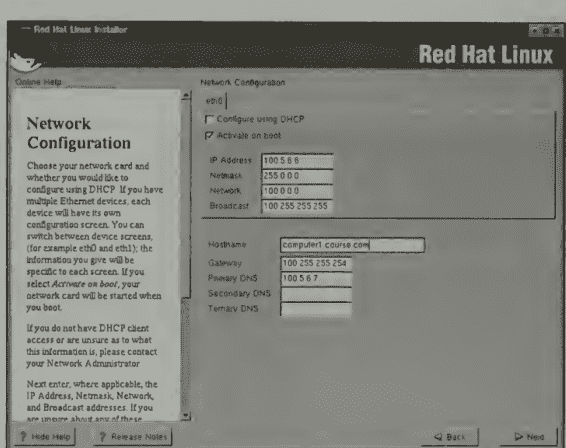 Red Hat Linux Installer
Red Hat Linux
Online Help
Network
Configuration
Choose your network card and
whether you would like to
configure using DHCP. If you have
multiple Ethernet devices, each
device will have its own
configuration screen. You can
switch between device screens,
(for example eth0 and eth1); the
information you give will be
specific to each screen. If you
select Activate on boot, your
network card will be started when
you boot.
If you do not have DHCP client
access or are unsure as to what
this information is, please contact
your Network Administrator
Next enter, where applicable, the
IP Address, Netmask, Network,
and Broadcast addresses. If you
are unsure about any of these
Network Configuration
eth0
Configure using DHCP
Activate on boot
IP Address 100.5.6.8
Netmask 255.0.0.0
Network 100.0.0.0
Broadcast 100.255.255.255
Hostname computer1.course.com
Gateway 100.255.255.254
Primary DNS 100.5.6.7
Secondary DNS
Ternary DNS
? Hide Help
? Release Notes
Back
Next